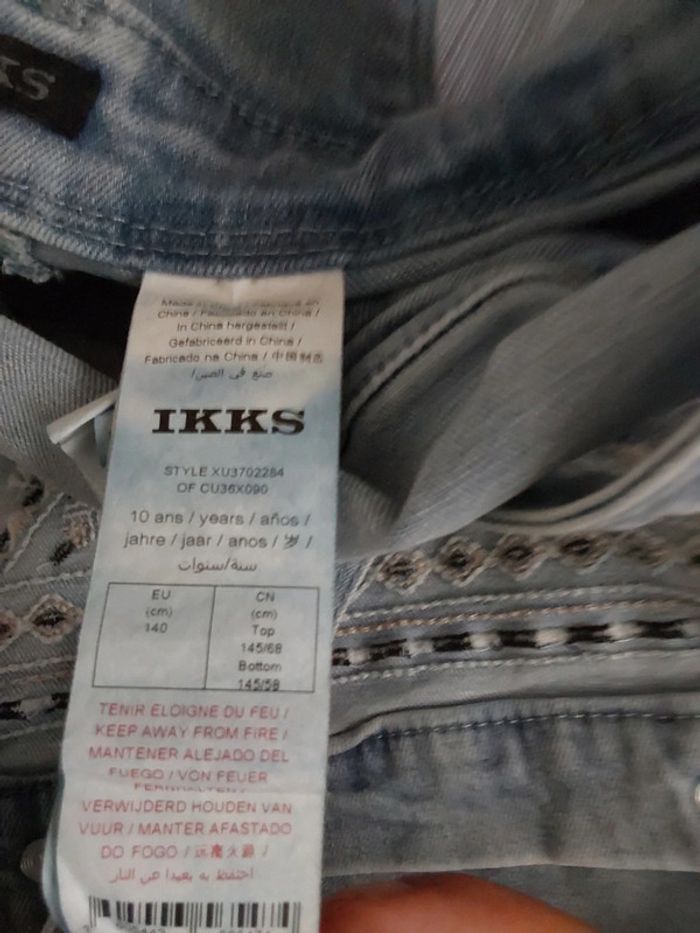 KS
China / Fabricado en China /
In China hergestellt /
Gefabriceerd in China /
Fabricado na China / 中国制造
صنع في الصين/
IKKS
STYLE XU3702284
OF CU36X090
10 ans / years / años /
jahre / jaar / anos / 岁 /
سنة/سنوات
EU CN
(cm) (cm)
140 Top
145/68
Bottom
145/58
TENIR ELOIGNE DU FEU /
KEEP AWAY FROM FIRE /
MANTENER ALEJADO DEL
FUEGO / VON FEUER
FERNHALTEN /
VERWIJDERD HOUDEN VAN
VUUR / MANTER AFASTADO
DO FOGO / 远离火源 /
احتفظ به بعيدا عن النار